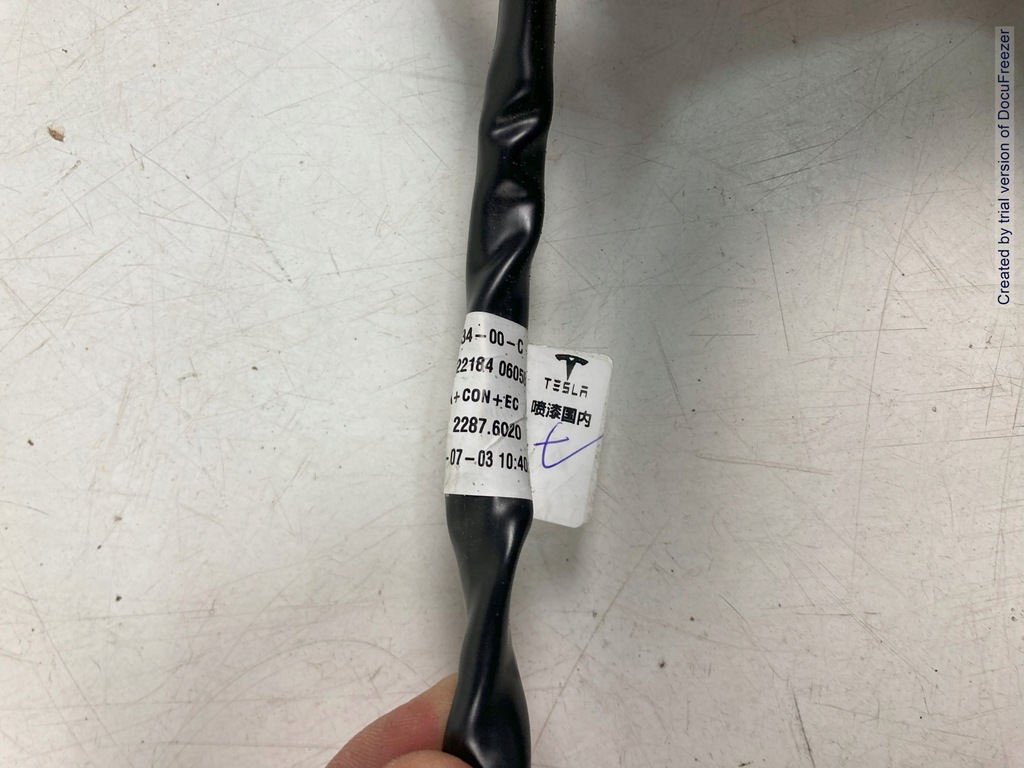 34-00-C
22184 0605
+CON+EC
2287.6020
-07-03 10:40
TESLA
喷漆国内
Created by trial version of DocuFreezer